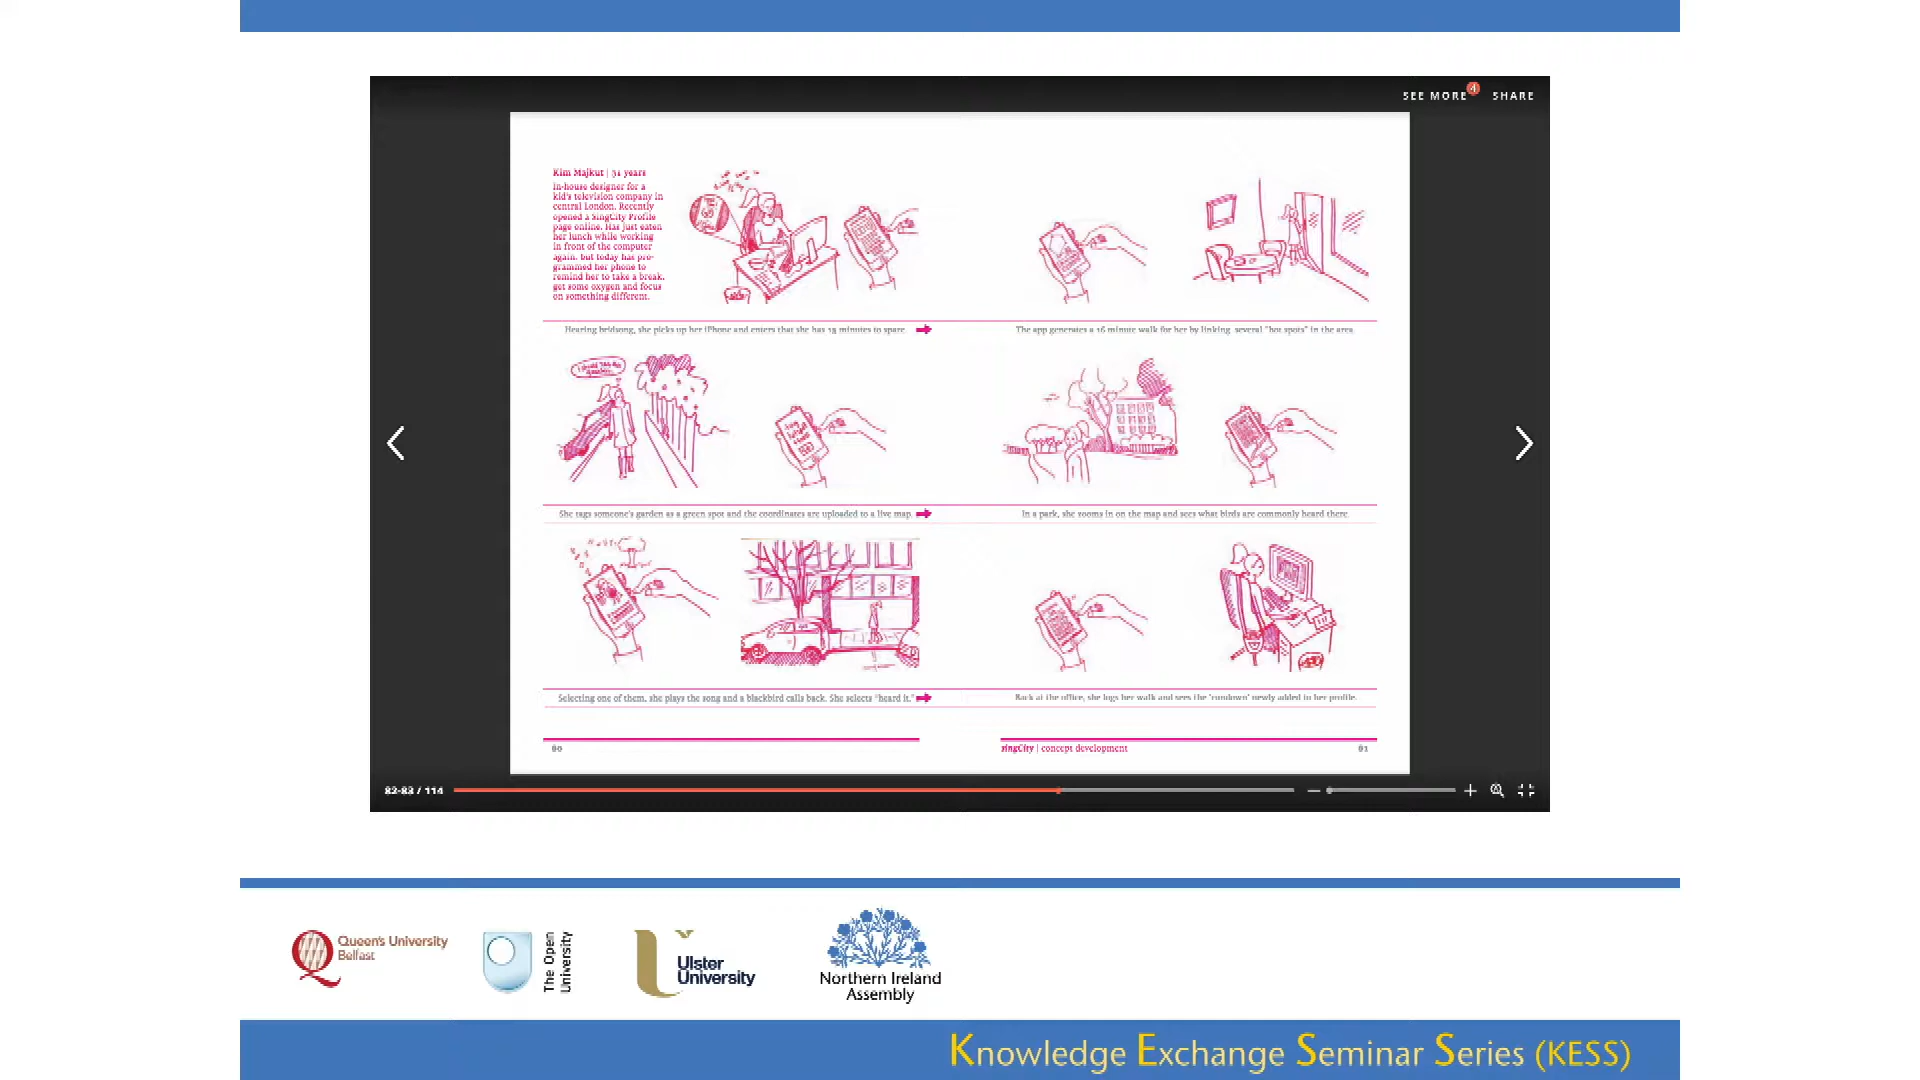 SEE MORE 4 SHARE
Kim Majkut | 31 years
in-house designer for a
kid's television company in
central London. Recently
opened a SingCity Profile
page online. Has just eaten
her lunch while working
in front of the computer
again, but today has pro-
grammed her phone to
remind her to take a break,
get some oxygen and focus
on something different.
Hearing bridsong, she picks up her iPhone and enters that she has 15 minutes to spare.
The app generates a 16 minute walk for her by linking several "hot spots" in the area.
She tags someone's garden as a green spot and the coordinates are uploaded to a live map.
In a park, she zooms in on the map and sees what birds are commonly heard there.
Selecting one of them, she plays the song and a blackbird calls back. She selects "heard it."
Back at the office, she logs her walk and sees the 'rundown' newly added to her profile.
80
singCity | concept development
81
82-83 / 114
Queen's University
Belfast
The Open
University
Ulster
University
Northern Ireland
Assembly
Knowledge Exchange Seminar Series (KESS)